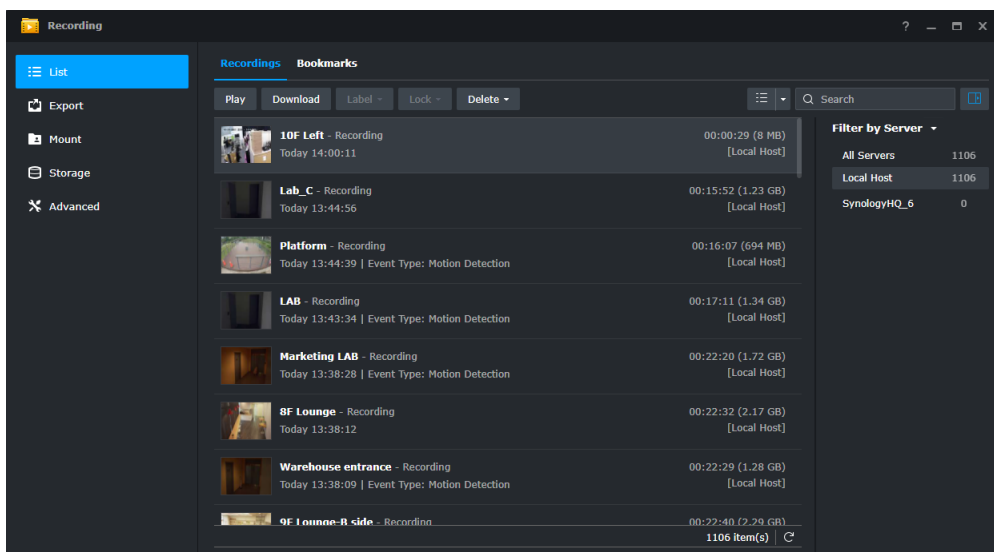 Recording
?
List
Export
Mount
Storage
Advanced
Recordings Bookmarks
Play Download Label Lock Delete
Search
10F Left - Recording
00:00:29 (8 MB)
Today 14:00:11
[Local Host]
Lab_C - Recording
00:15:52 (1.23 GB)
Today 13:44:56
[Local Host]
Platform - Recording
00:16:07 (694 MB)
Today 13:44:39 | Event Type: Motion Detection
[Local Host]
LAB - Recording
00:17:11 (1.34 GB)
Today 13:43:34 | Event Type: Motion Detection
[Local Host]
Marketing LAB - Recording
00:22:20 (1.72 GB)
Today 13:38:28 | Event Type: Motion Detection
[Local Host]
8F Lounge - Recording
00:22:32 (2.17 GB)
Today 13:38:12
[Local Host]
Warehouse entrance - Recording
00:22:29 (1.28 GB)
Today 13:38:09 | Event Type: Motion Detection
[Local Host]
9F Lounge-B side - Recording
00:22:40 (2.29 GB)
1106 item(s)
Filter by Server
All Servers 1106
Local Host 1106
SynologyHQ_6 0